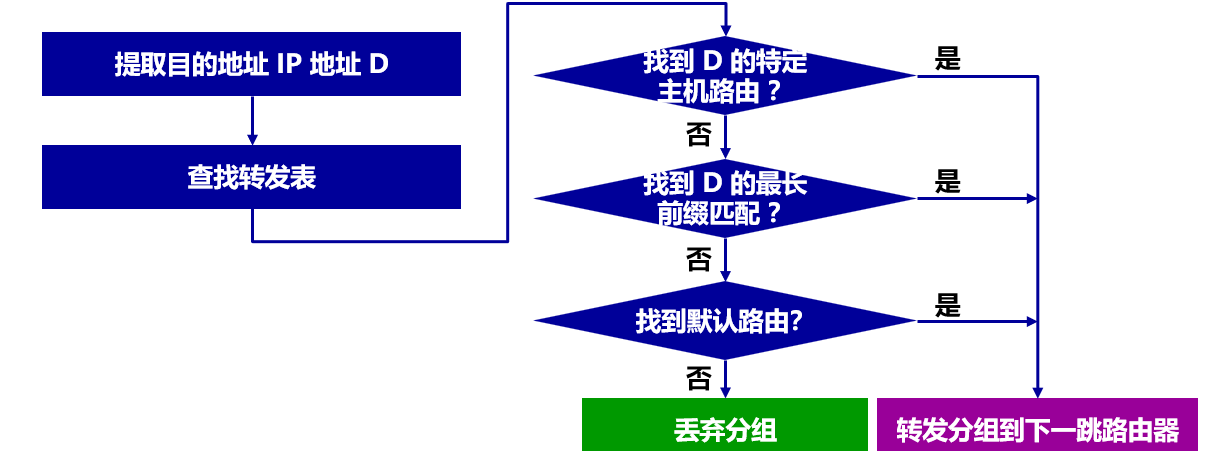 提取目的地址 IP 地址 D
查找转发表
找到 D 的特定
主机路由？
是
否
找到 D 的最长
前缀匹配？
是
否
找到默认路由?
是
否
丢弃分组
转发分组到下一跳路由器